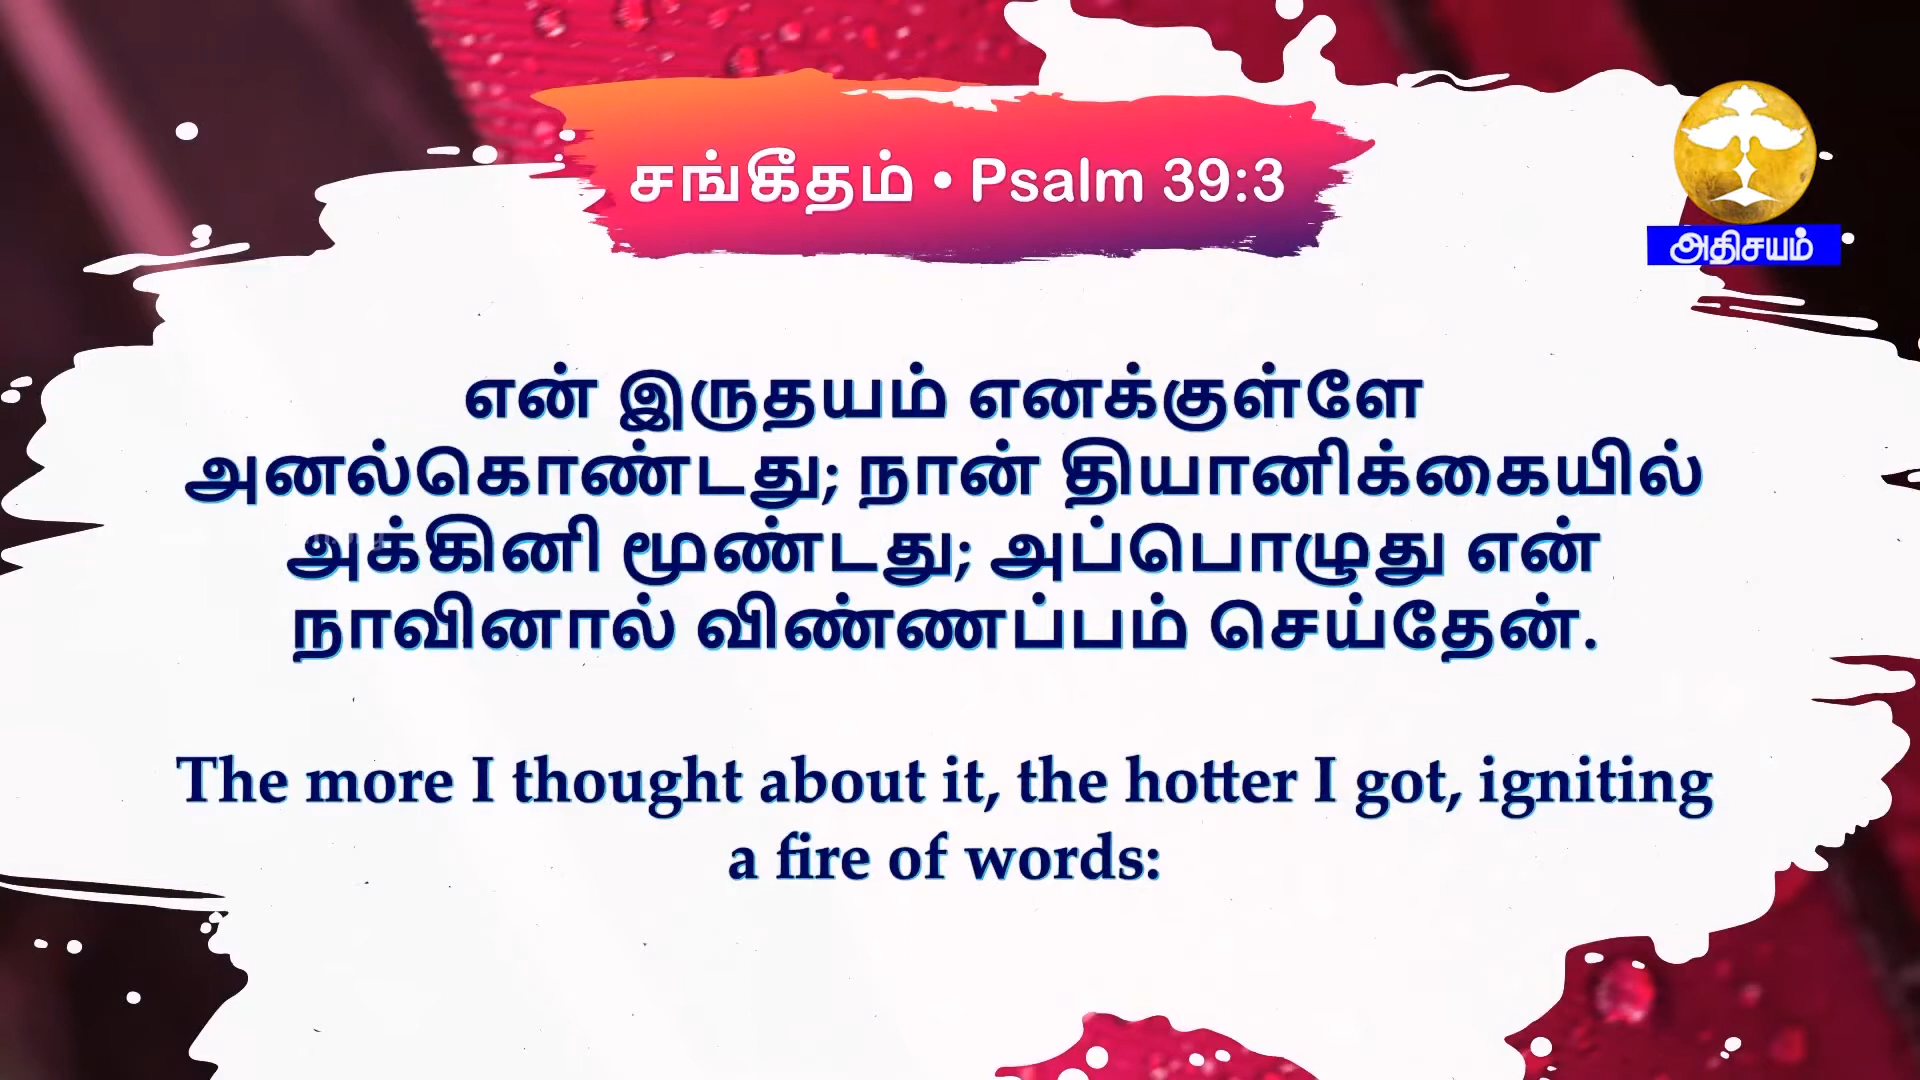 சங்கீதம் • Psalm 39:3
அதிசயம்
என் இருதயம் எனக்குள்ளே
அனல்கொண்டது; நான் தியானிக்கையில்
அக்கினி மூண்டது; அப்பொழுது என்
நாவினால் விண்ணப்பம் செய்தேன்.
The more I thought about it, the hotter I got, igniting
a fire of words: